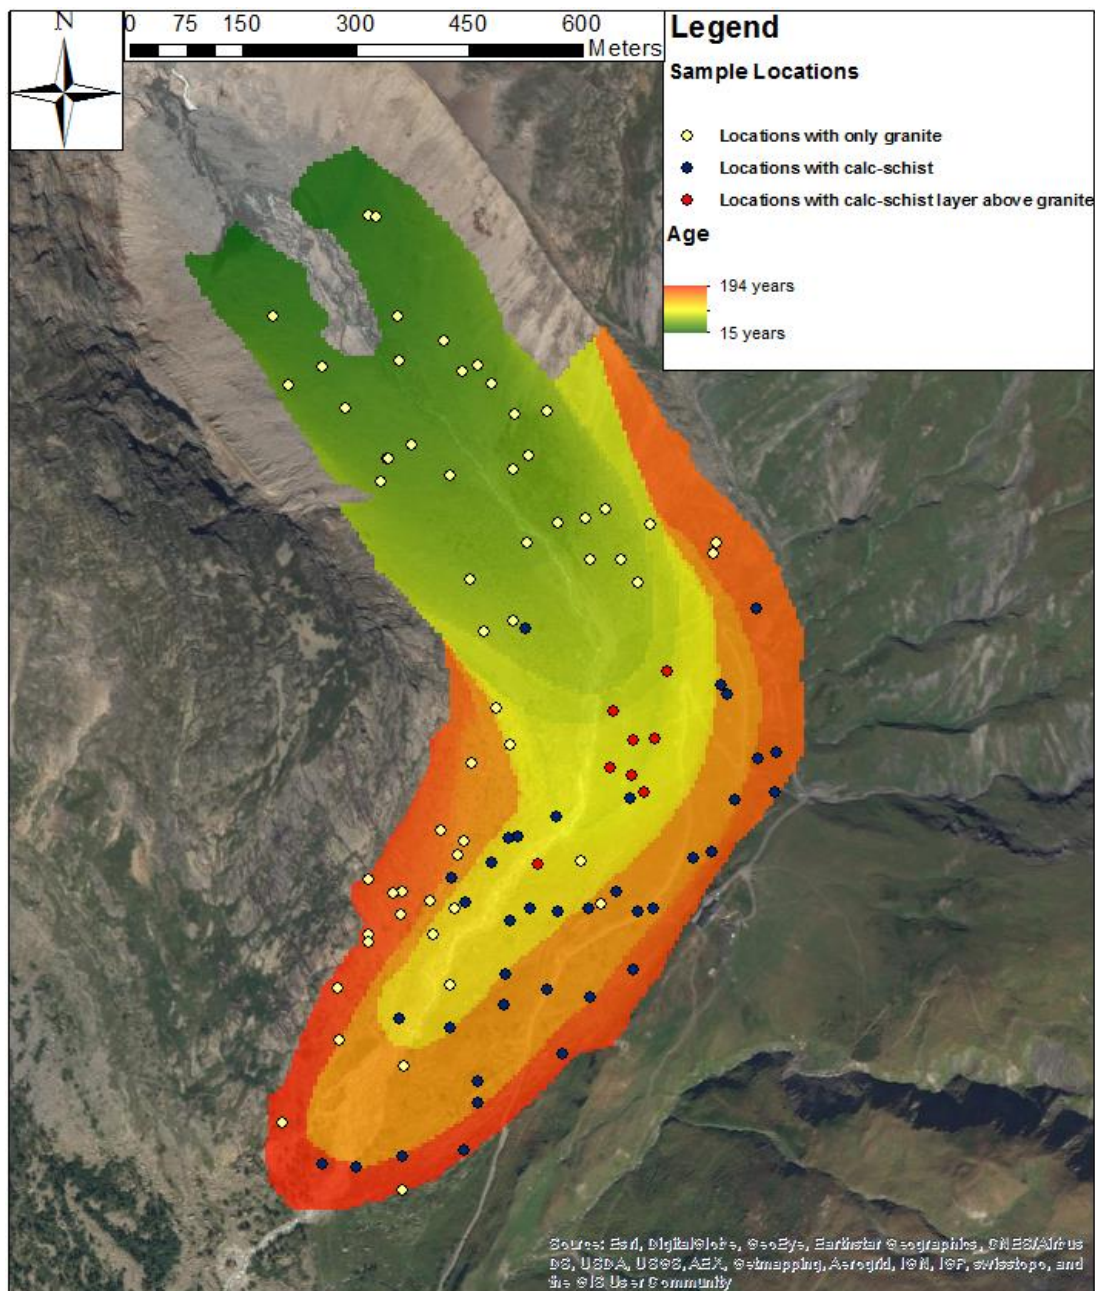 N
0 75 150 300 450 600
Meters
Legend
Sample Locations
Locations with only granite
Locations with calc-schist
Locations with calc-schist layer above granite
Age
194 years
15 years
Source: Esri, DigitalGlobe, GeoEye, Earthstar Geographics, CNES/Airbus
DS, USDA, USGS, AEX, Getmapping, Aerogrid, IGN, IGP, swisstopo, and
the GIS User Community